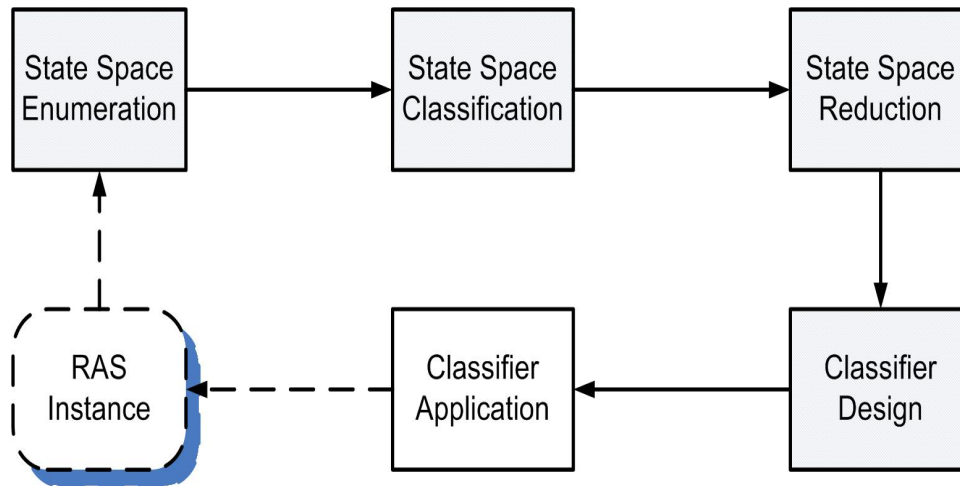 State Space
Enumeration
State Space
Classification
State Space
Reduction
RAS
Instance
Classifier
Application
Classifier
Design